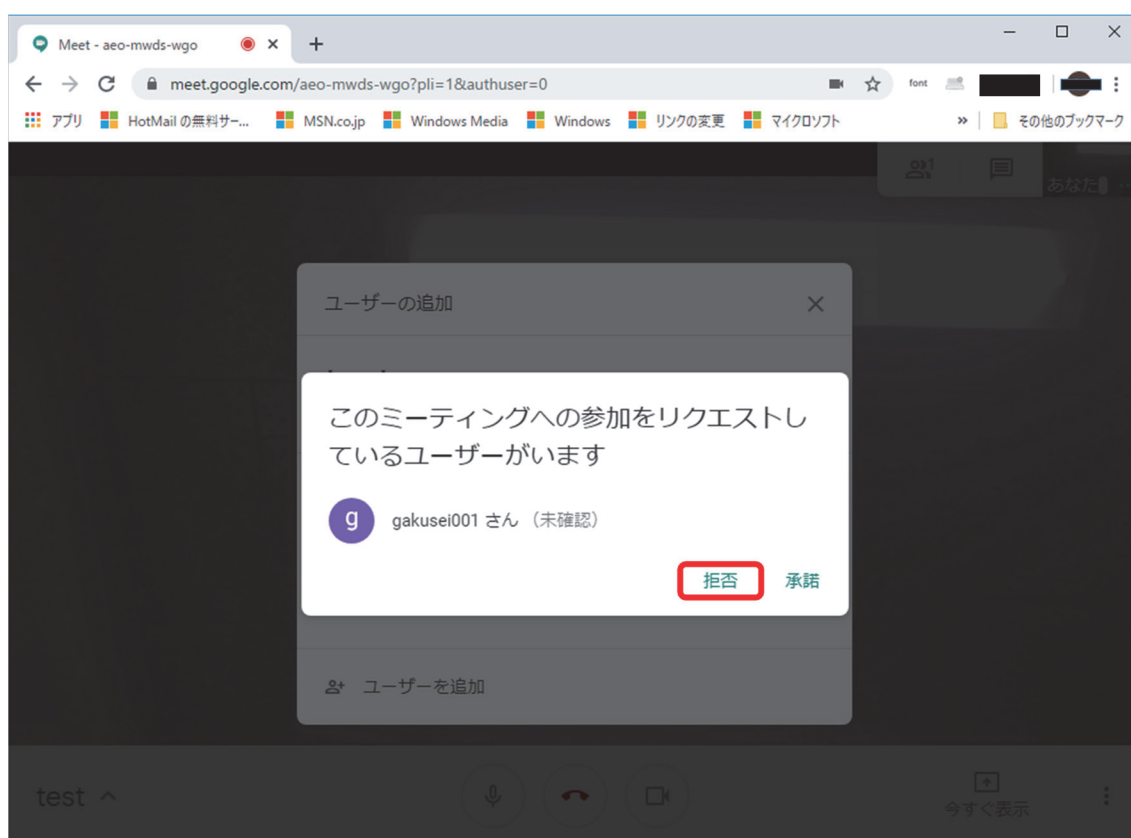 Meet - aeo-mwds-wgo
meet.google.com/aeo-mwds-wgo?pli=1&authuser=0
font
アプリ HotMail の無料サー... MSN.co.jp Windows Media Windows リンクの変更 マイクロソフト » その他のブックマーク
1
あなた
ユーザーの追加
このミーティングへの参加をリクエストし
ているユーザーがいます
g gakusei001 さん (未確認)
拒否 承諾
ユーザーを追加
test
今すぐ表示